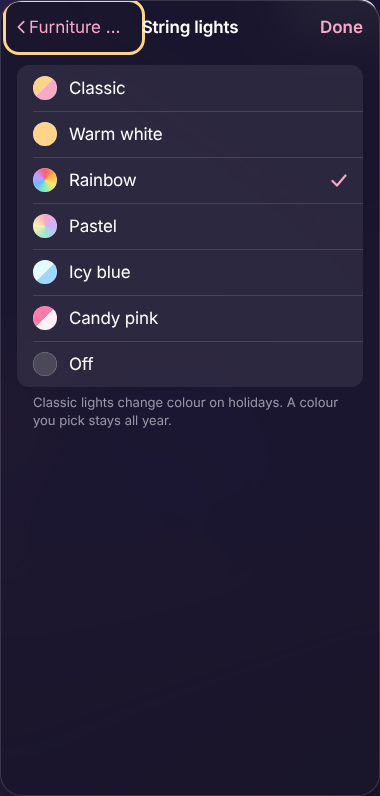 Furniture ...
String lights
Done
Classic
Warm white
Rainbow
Pastel
Icy blue
Candy pink
Off
Classic lights change colour on holidays. A colour
you pick stays all year.